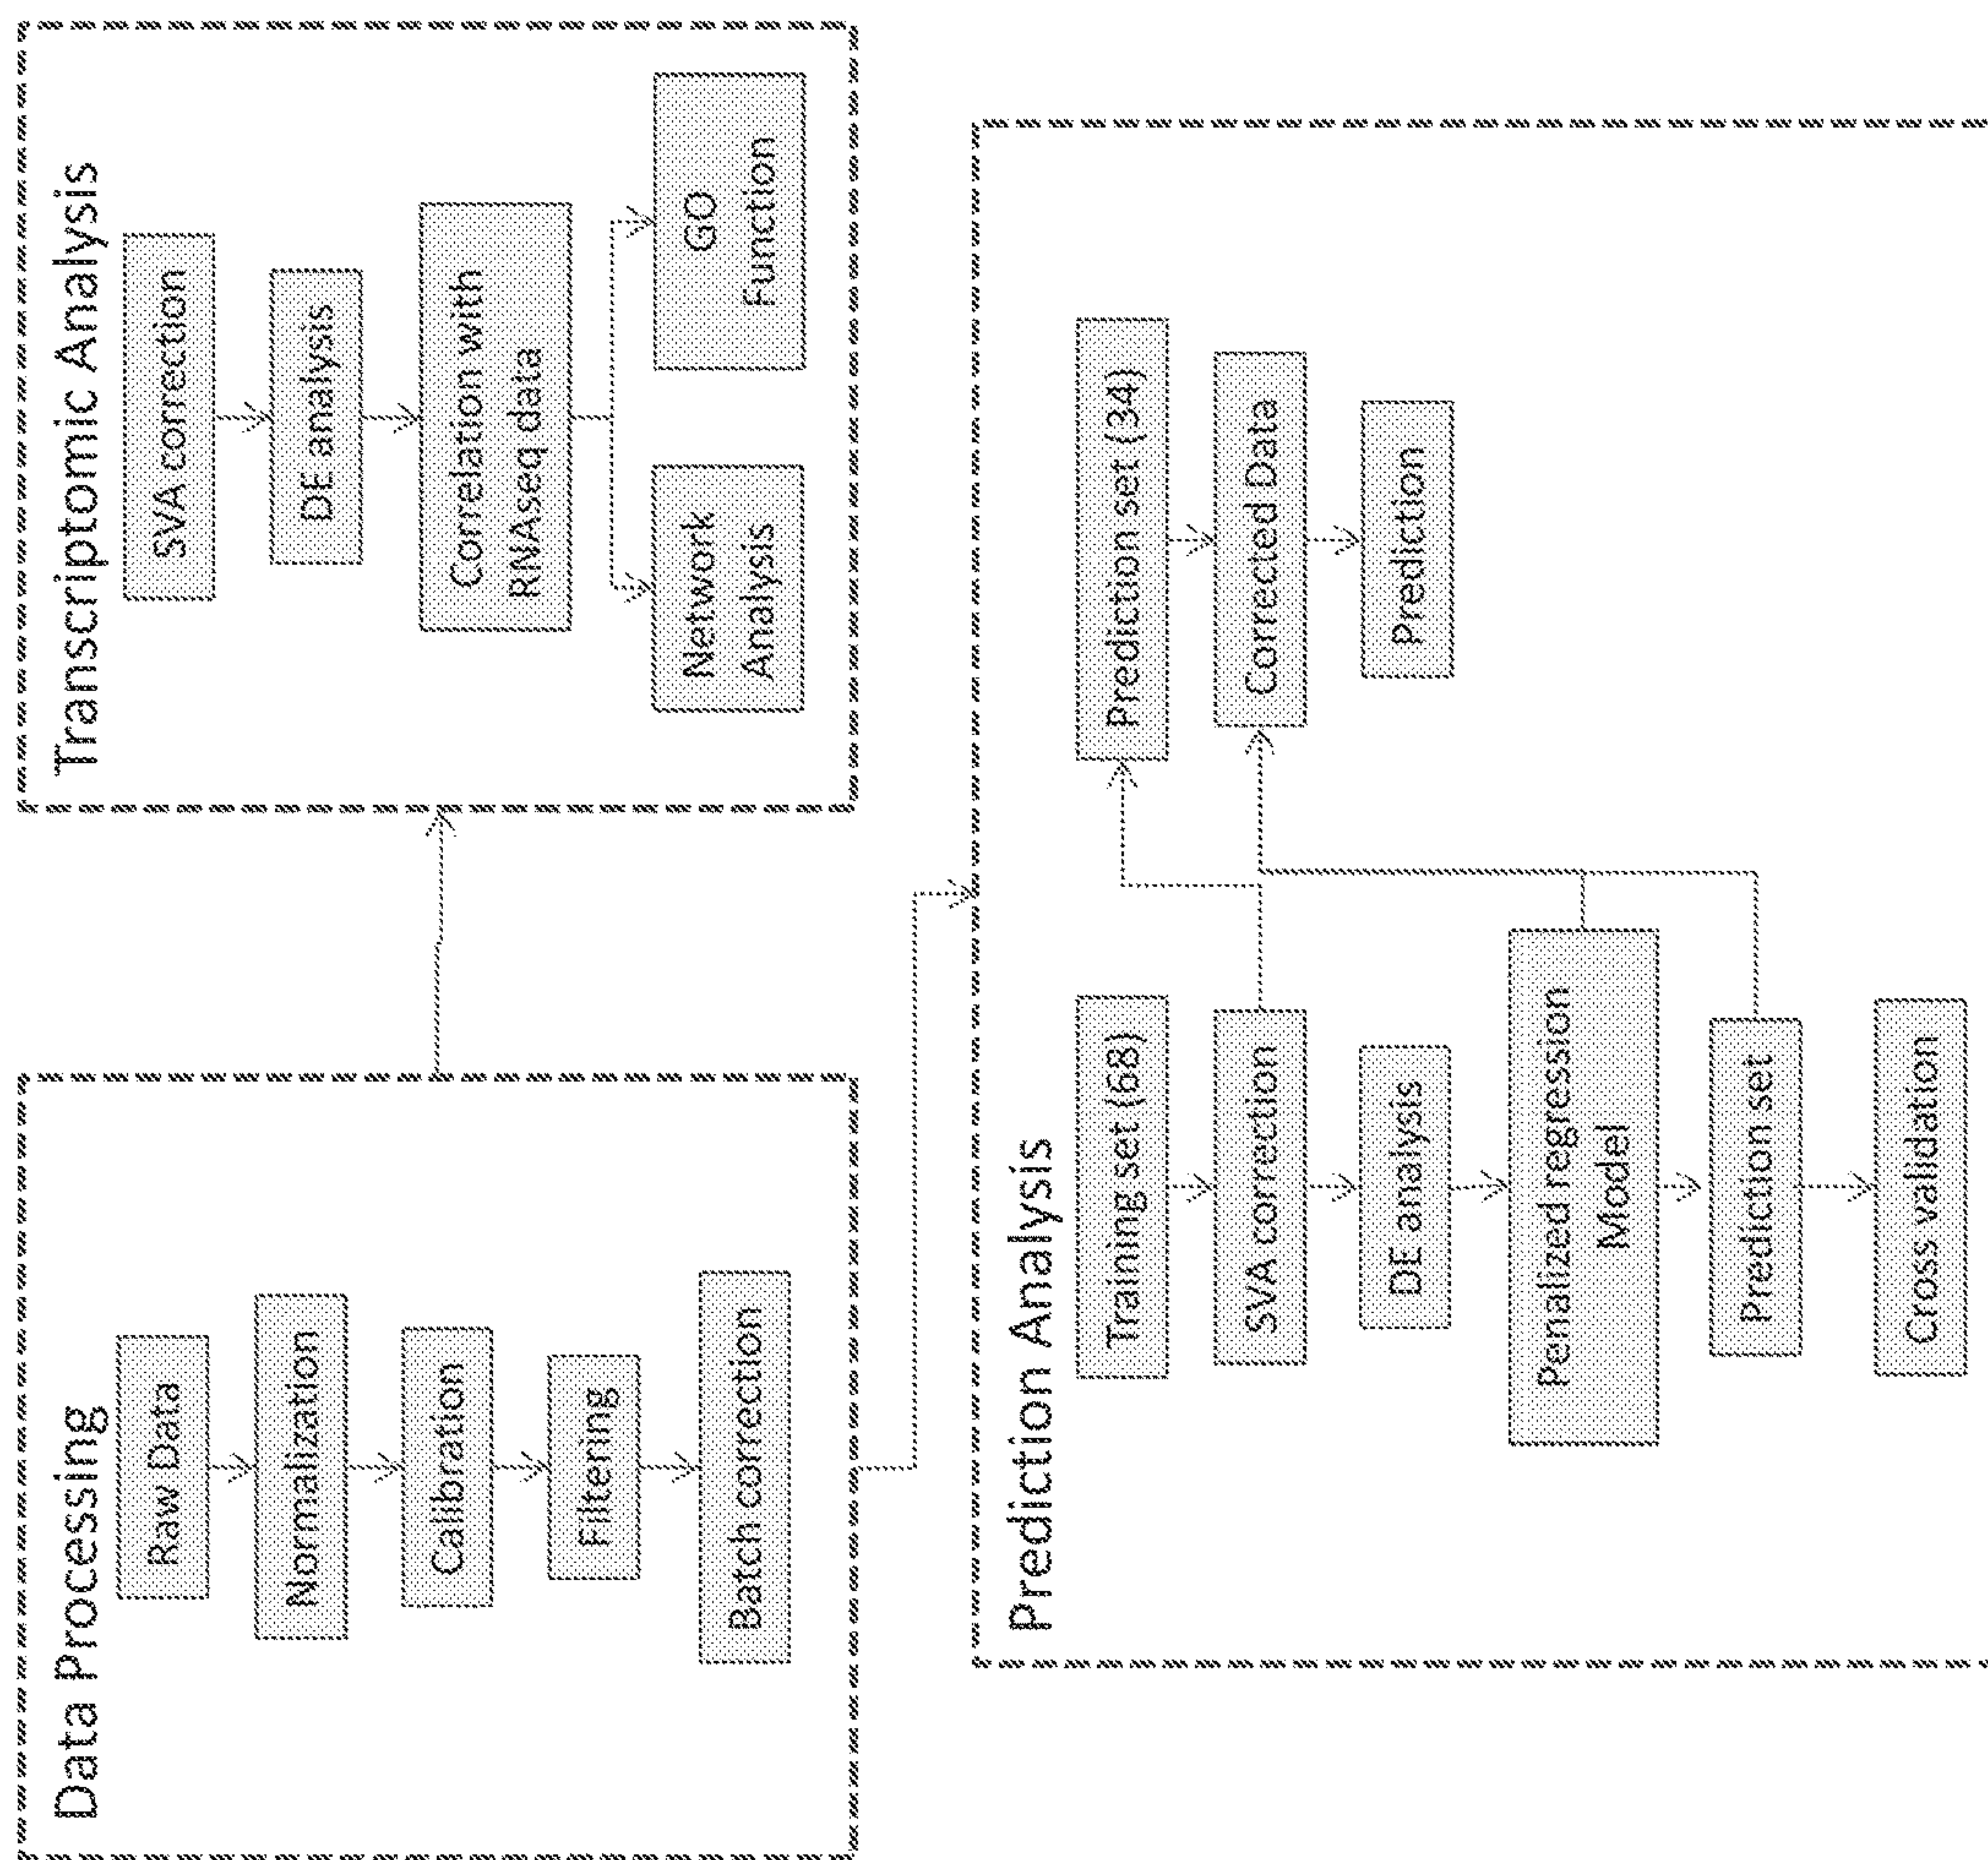 Data Processing
Raw Data
Normalization
Calibration
Filtering
Batch correction
Transcriptomic Analysis
SVA correction
DE analysis
Correlation with
RNAseq data
Network
Analysis
GO
Function
Prediction Analysis
Training set (68)
SVA correction
DE analysis
Penalized regression
Model
Prediction set
Cross validation
Prediction set (34)
Corrected Data
Prediction